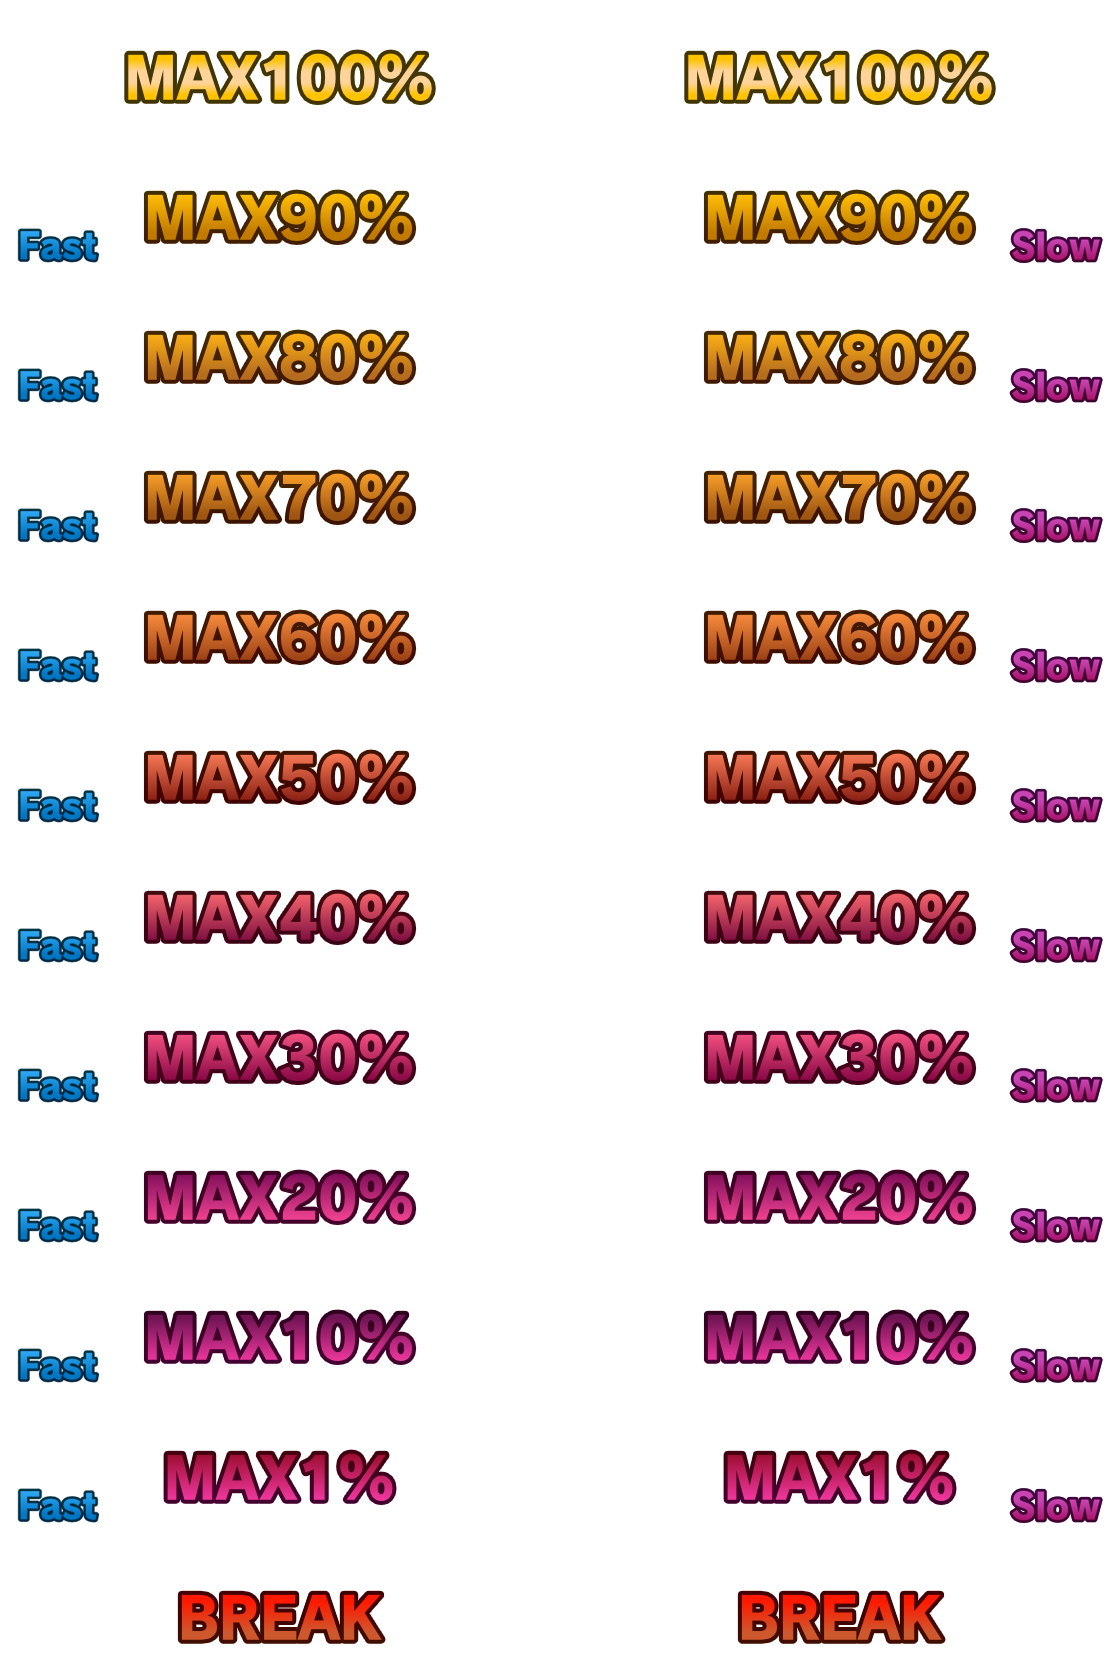 MAX100% MAX100%
MAX90% MAX90%
Fast Slow
MAX80% MAX80%
Fast Slow
MAX70% MAX70%
Fast Slow
MAX60% MAX60%
Fast Slow
MAX50% MAX50%
Fast Slow
MAX40% MAX40%
Fast Slow
MAX30% MAX30%
Fast Slow
MAX20% MAX20%
Fast Slow
MAX10% MAX10%
Fast Slow
MAX1% MAX1%
Fast Slow
BREAK BREAK